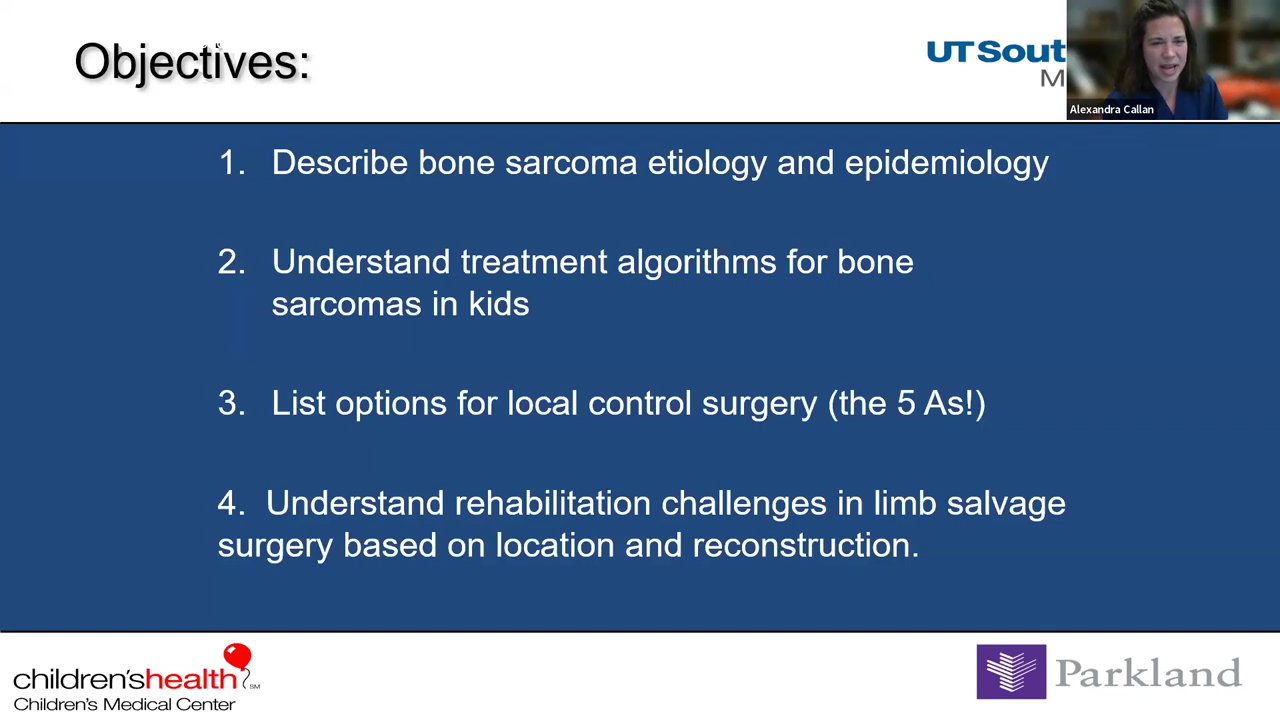 Objectives:
UT Sout
M
Alexandra Callan
1. Describe bone sarcoma etiology and epidemiology
2. Understand treatment algorithms for bone
sarcomas in kids
3. List options for local control surgery (the 5 As!)
4. Understand rehabilitation challenges in limb salvage
surgery based on location and reconstruction.
children'shealth SM
Children's Medical Center
Parkland